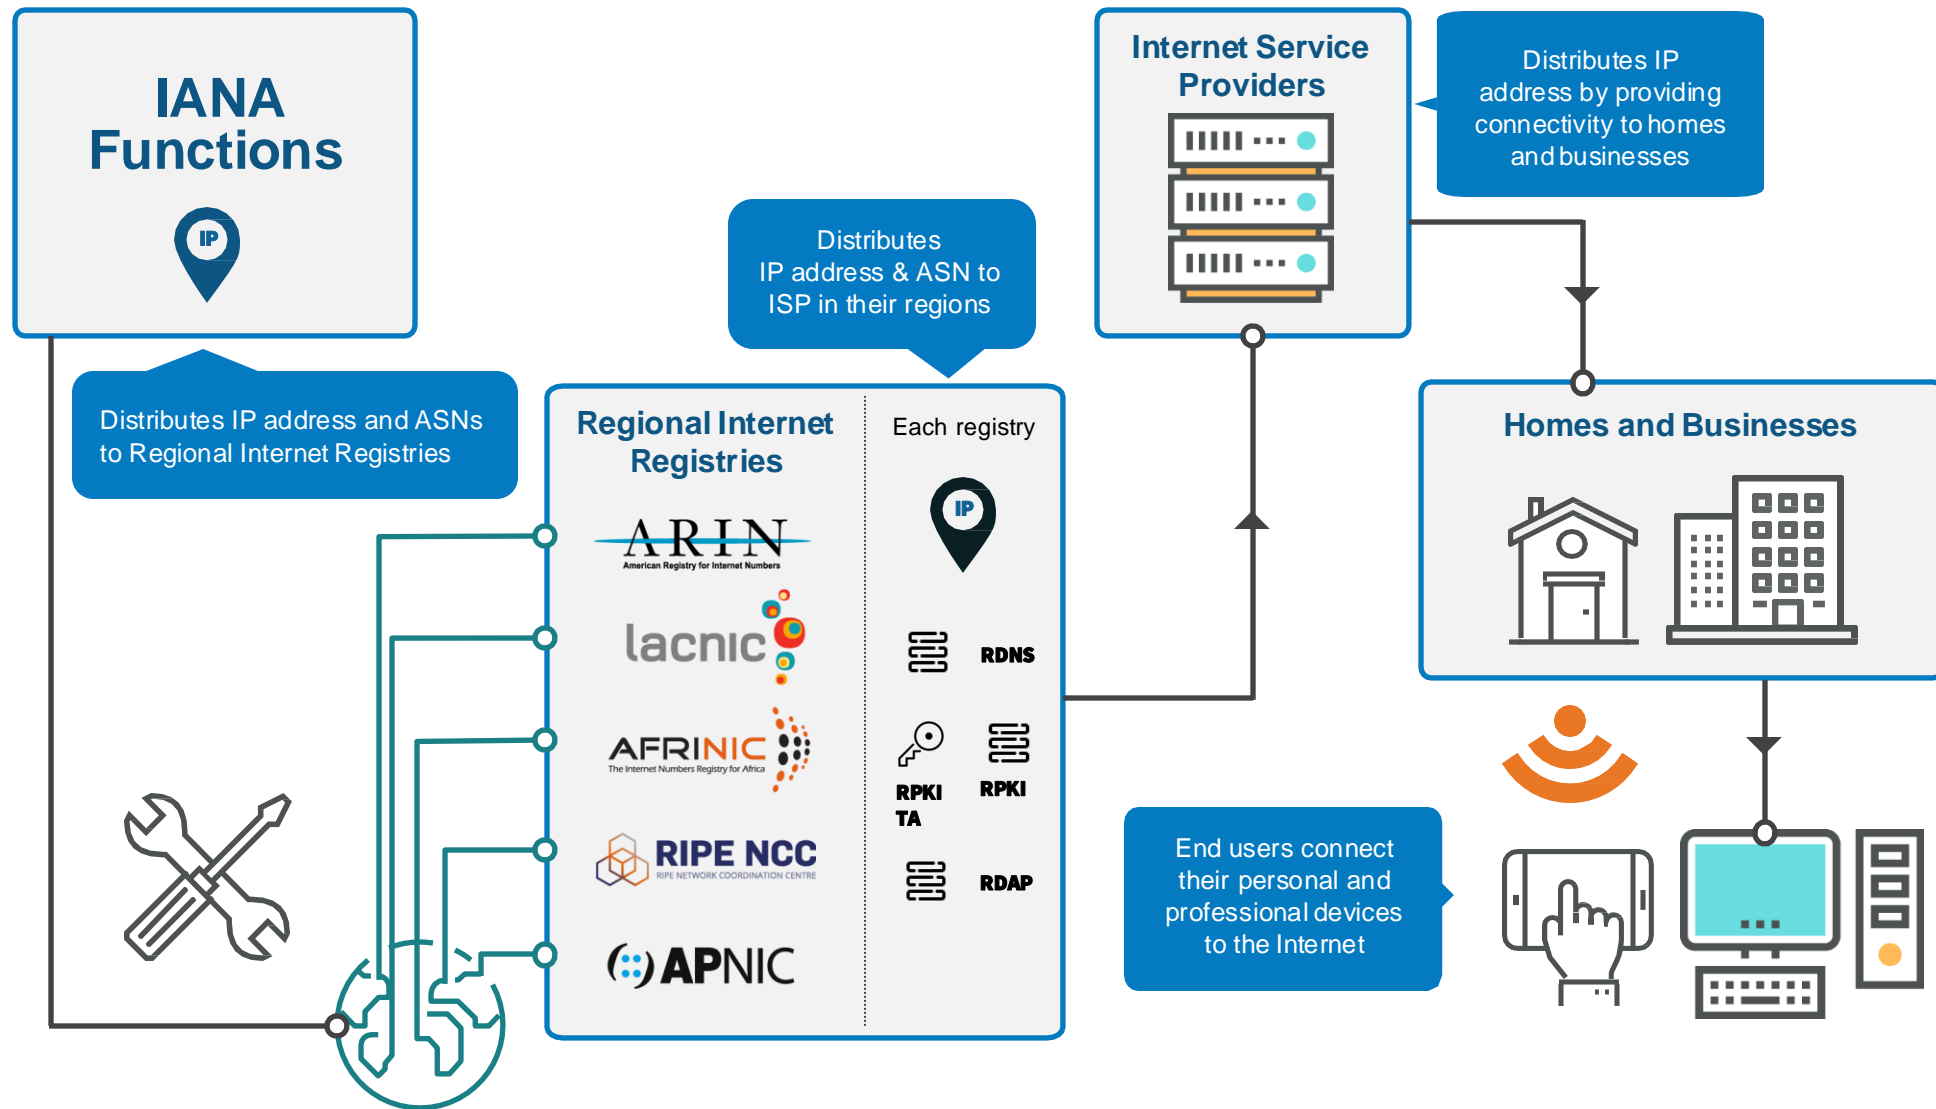 IANA
Functions
IP
Distributes IP address and ASNs
to Regional Internet Registries
Distributes
IP address & ASN to
ISP in their regions
Regional Internet
Registries
ARIN
American Registry for Internet Numbers
lacnic
AFRINIC
The Internet Numbers Registry for Africa
RIPE NCC
RIPE NETWORK COORDINATION CENTRE
APNIC
Each registry
IP
RDNS
RPKI
TA
RPKI
RDAP
Internet Service
Providers
Distributes IP
address by providing
connectivity to homes
and businesses
Homes and Businesses
End users connect
their personal and
professional devices
to the Internet